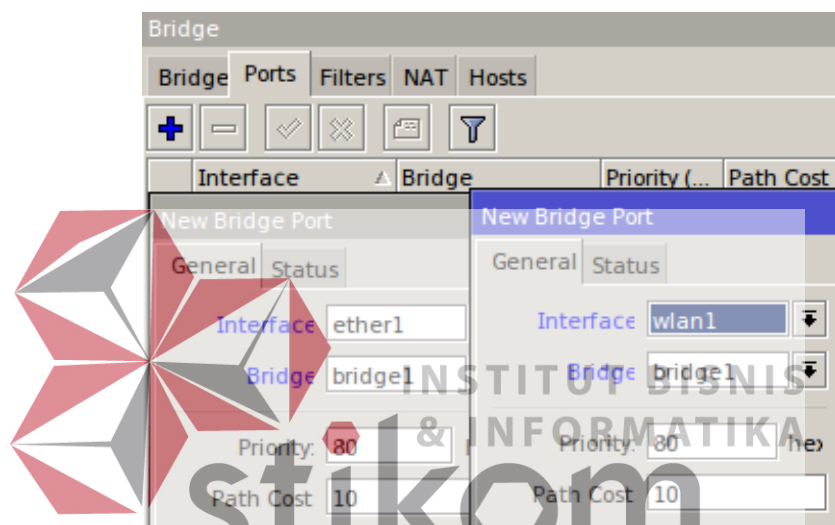 Bridge
Bridge Ports Filters NAT Hosts
Interface Bridge Priority (... Path Cost
New Bridge Port
General Status
Interface ether1
Bridge bridge1
Priority: 80
Path Cost 10
New Bridge Port
General Status
Interface wlan1
Bridge bridge1
Priority: 80 hex
Path Cost 10
INSTITUT BISNIS
& INFORMATIKA
stikom